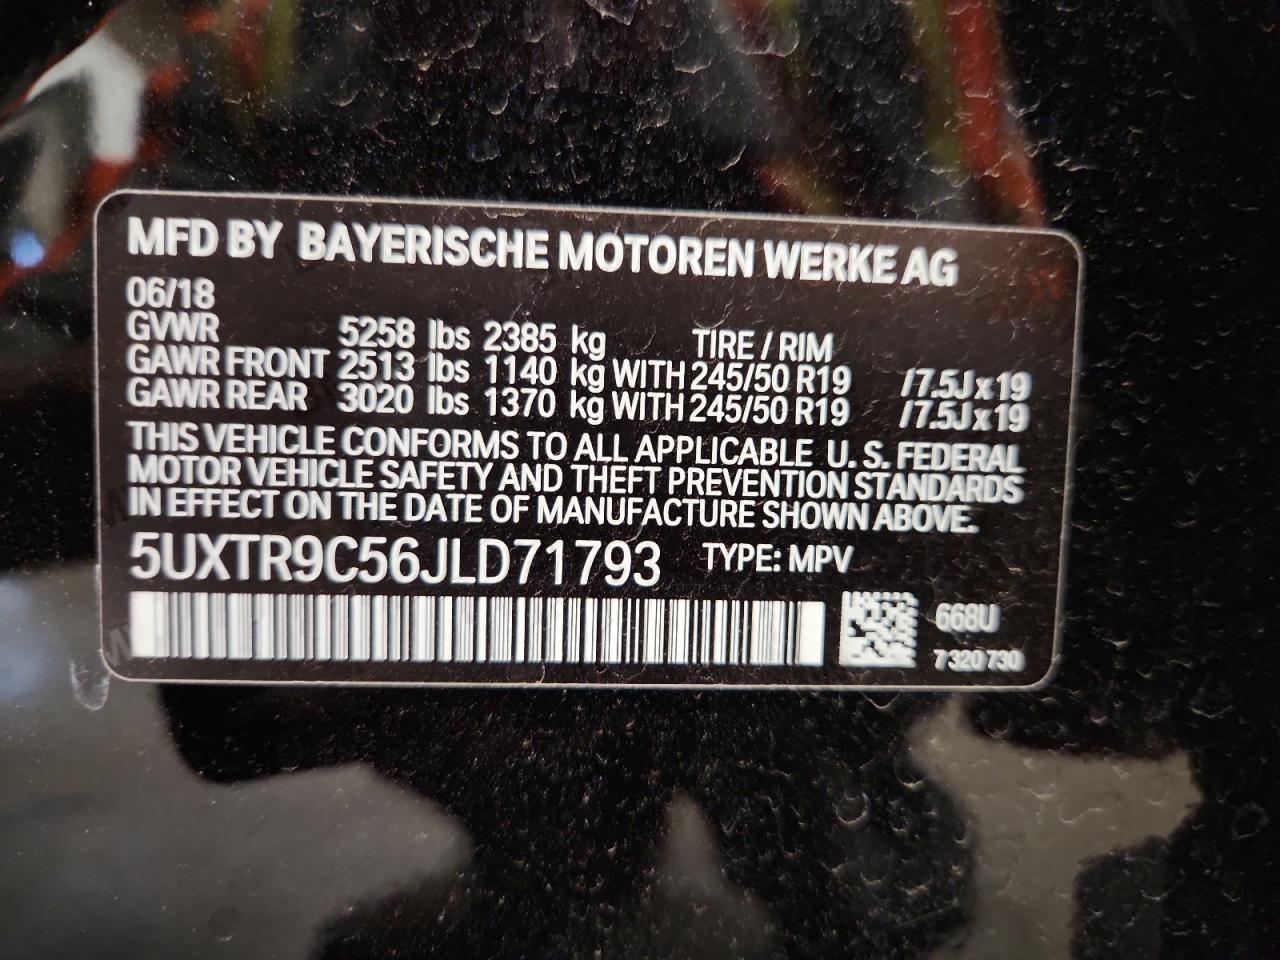 MFD BY BAYERISCHE MOTOREN WERKE AG
06/18
GVWR 5258 lbs 2385 kg TIRE / RIM
GAWR FRONT 2513 lbs 1140 kg WITH 245/50 R19 /7.5J x 19
GAWR REAR 3020 lbs 1370 kg WITH 245/50 R19 /7.5J x 19
THIS VEHICLE CONFORMS TO ALL APPLICABLE U. S. FEDERAL
MOTOR VEHICLE SAFETY AND THEFT PREVENTION STANDARDS
IN EFFECT ON THE DATE OF MANUFACTURE SHOWN ABOVE.
5UXTR9C56JLD71793 TYPE: MPV
668U
7 320 730